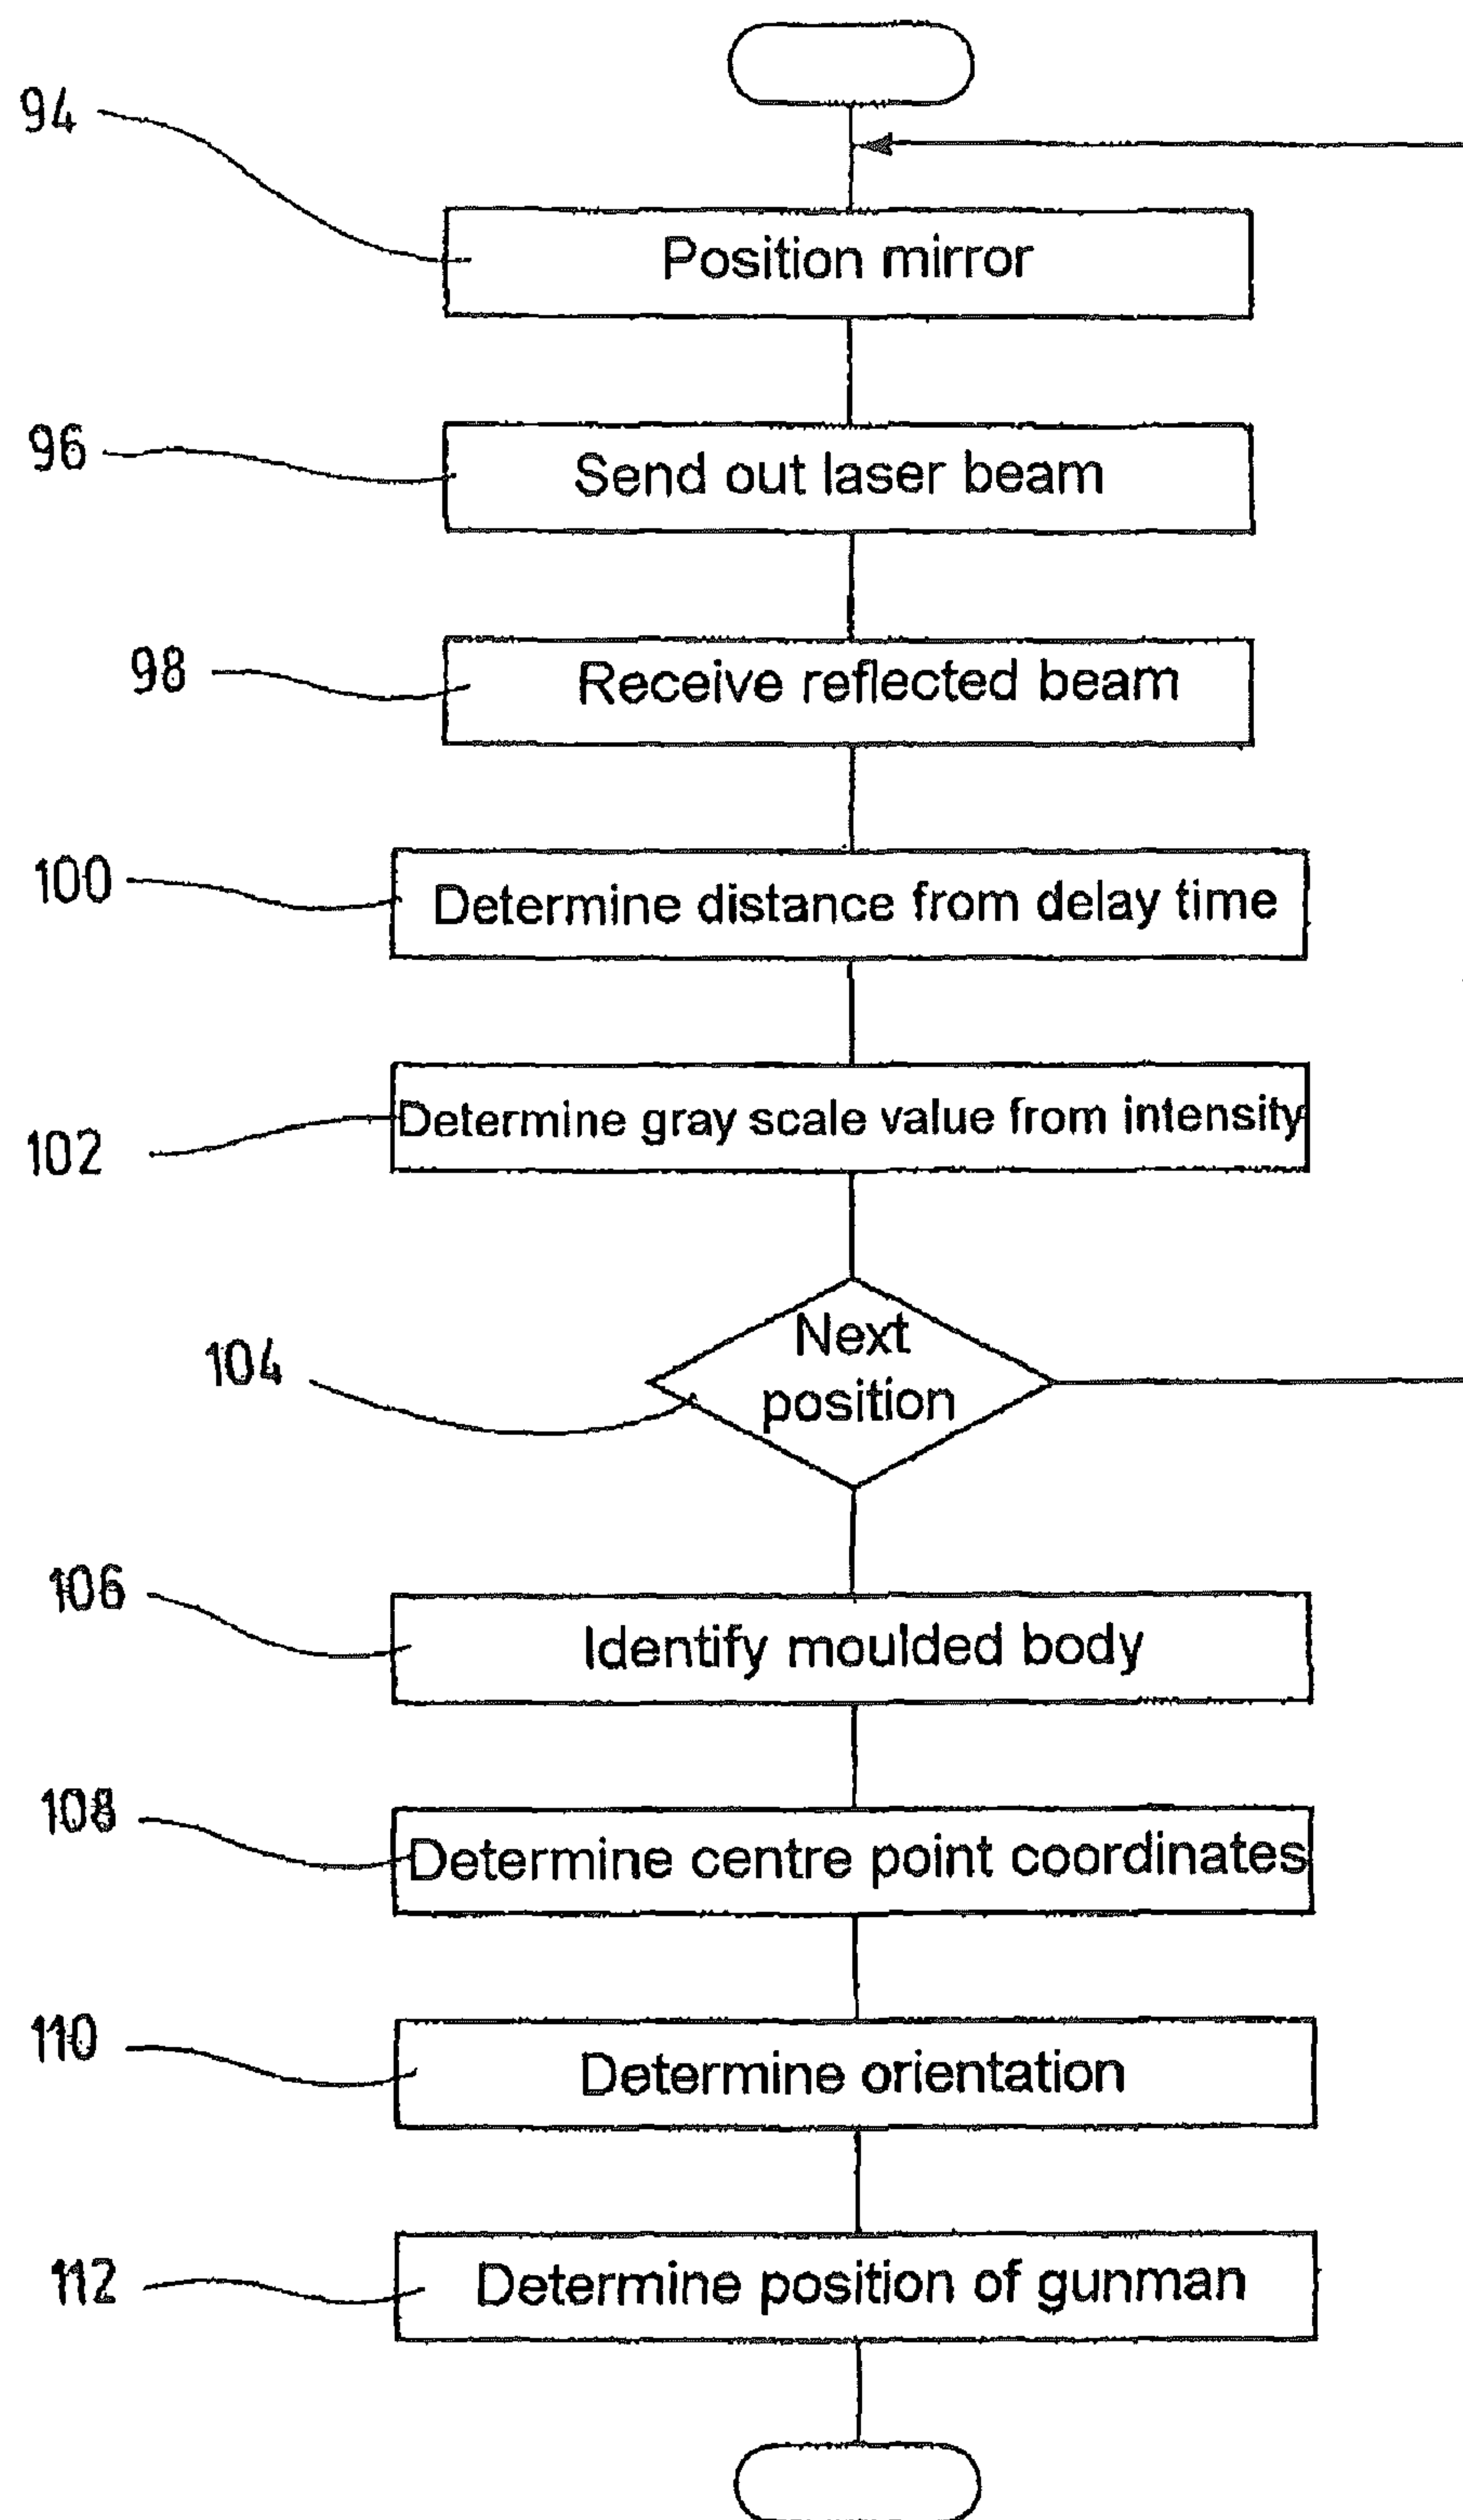 94
Position mirror
96
Send out laser beam
98
Receive reflected beam
100
Determine distance from delay time
102
Determine gray scale value from intensity
104
Next
position
106
Identify moulded body
108
Determine centre point coordinates
110
Determine orientation
112
Determine position of gunman